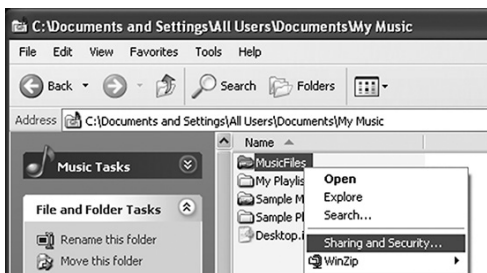 C:\Documents and Settings\All Users\Documents\My Music
File Edit View Favorites Tools Help
Back Search Folders
Address C:\Documents and Settings\All Users\Documents\My Music
Name
Music Tasks
MusicFiles
My Playlis
Sample M
Sample Pl
Desktop.i
Open
Explore
Search...
Sharing and Security...
WinZip
File and Folder Tasks
Rename this folder
Move this folder